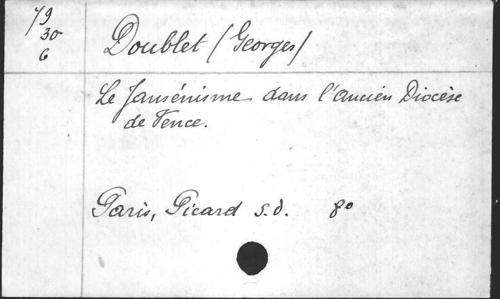 79
30
6
Doublet (Georges)
Le Jansénisme dans l'ancien Diocèse
de Vence.
Paris, Picard s.d. 8°